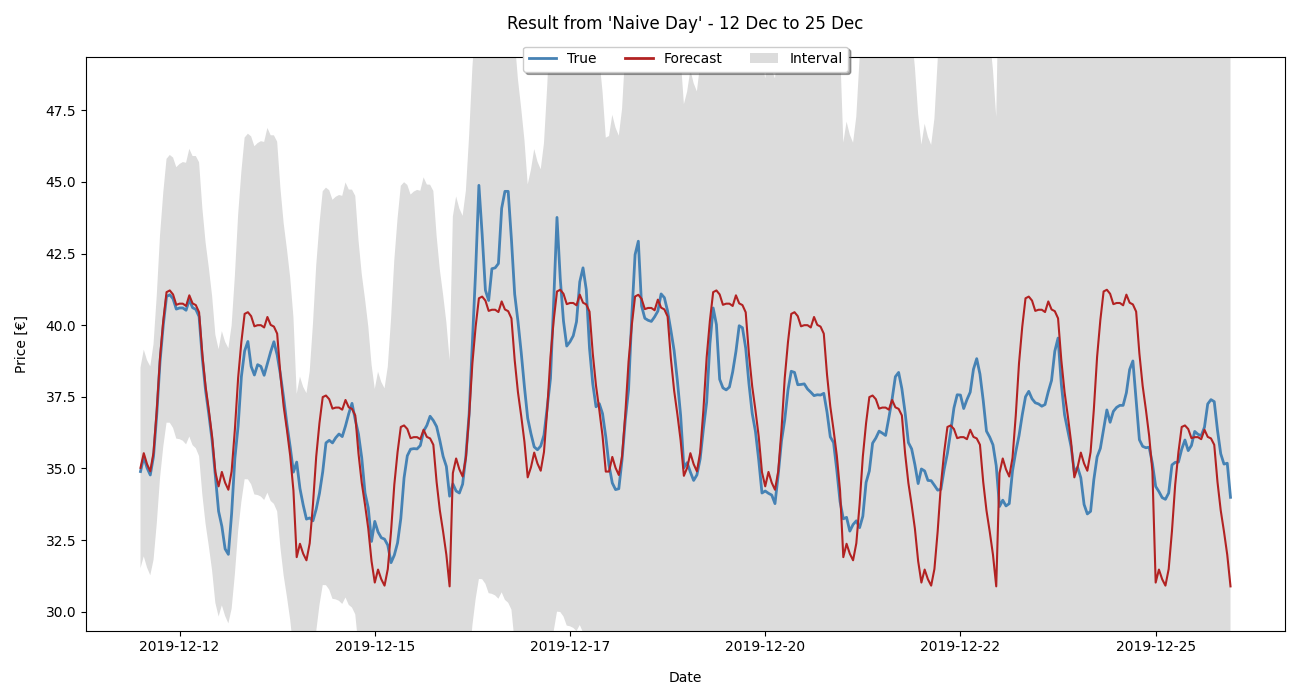 Result from 'Naive Day' - 12 Dec to 25 Dec
True Forecast Interval
47.5
45.0
42.5
40.0
37.5
35.0
32.5
30.0
Price [€]
2019-12-12 2019-12-15 2019-12-17 2019-12-20 2019-12-22 2019-12-25
Date